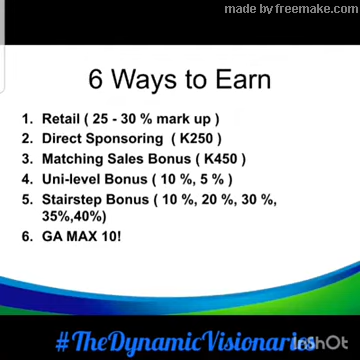 made by freemake.com
6 Ways to Earn
1. Retail ( 25 - 30 % mark up )
2. Direct Sponsoring ( K250 )
3. Matching Sales Bonus ( K450 )
4. Uni-level Bonus ( 10 %, 5 % )
5. Stairstep Bonus ( 10 %, 20 %, 30 %,
35%,40%)
6. GA MAX 10!
#TheDynamicVisionaries
InShOt